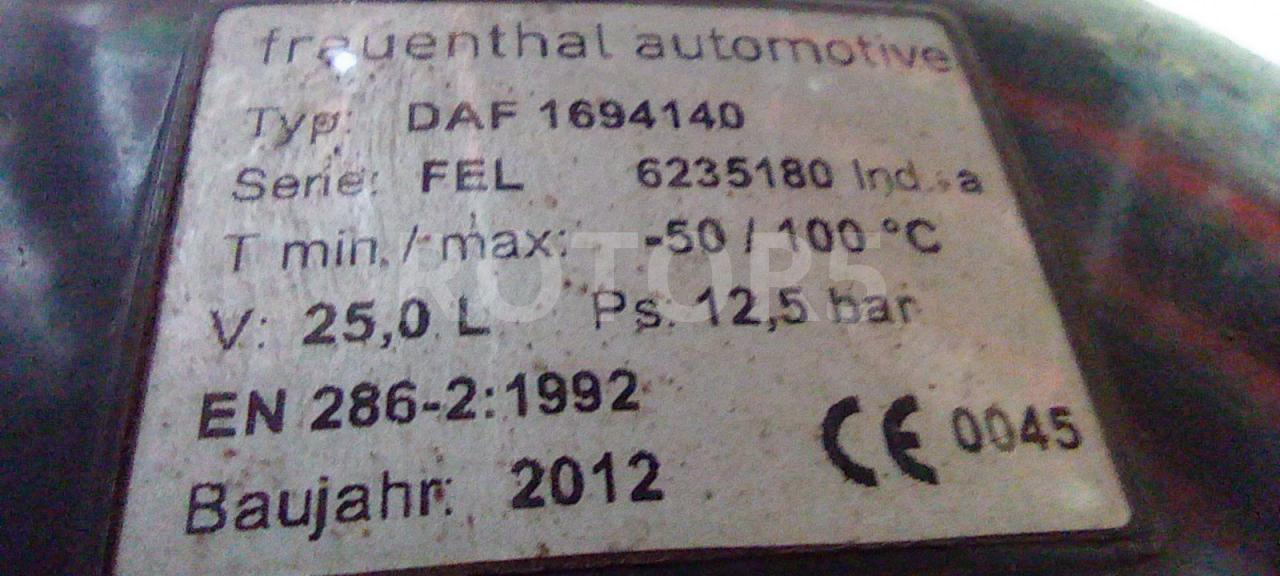 frauenthal automotive
Typ: DAF 1694140
Serie: FEL 6235180 Ind. a
T min. / max: -50 / 100 °C
ROTOR5
V: 25,0 L Ps: 12,5 bar
EN 286-2:1992
CE 0045
Baujahr: 2012